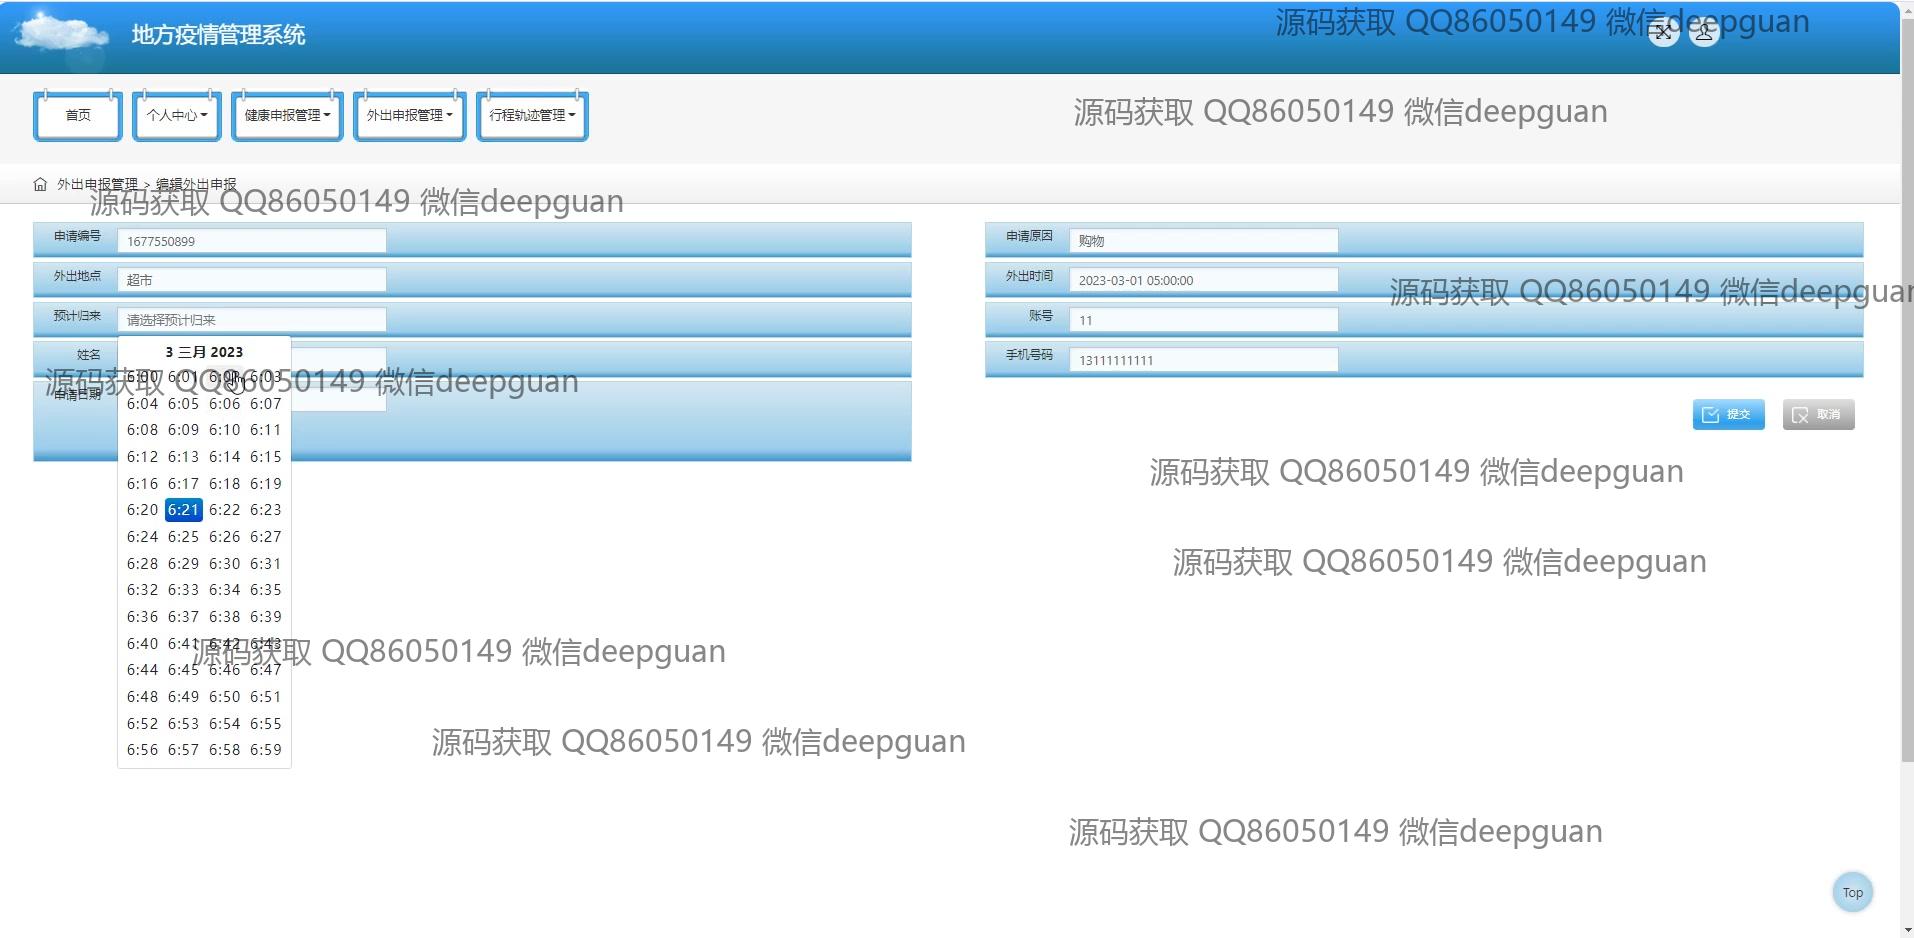 地方疫情管理系统
源码获取 QQ86050149 微信deepguan
首页
个人中心
健康申报管理
外出申报管理
行程轨迹管理
源码获取 QQ86050149 微信deepguan
外出申报管理 > 编辑外出申报
源码获取 QQ86050149 微信deepguan
申请编号 1677550899
申请原因 购物
外出地点 超市
外出时间 2023-03-01 05:00:00
源码获取 QQ86050149 微信deepguan
预计归来 请选择预计归来
账号 11
姓名
手机号码 13111111111
申请日期
3 三月 2023
6:00 6:01 6:02 6:03
源码获取 QQ86050149 微信deepguan
6:04 6:05 6:06 6:07
6:08 6:09 6:10 6:11
6:12 6:13 6:14 6:15
6:16 6:17 6:18 6:19
6:20 6:21 6:22 6:23
6:24 6:25 6:26 6:27
6:28 6:29 6:30 6:31
6:32 6:33 6:34 6:35
6:36 6:37 6:38 6:39
6:40 6:41 6:42 6:43
6:44 6:45 6:46 6:47
6:48 6:49 6:50 6:51
6:52 6:53 6:54 6:55
6:56 6:57 6:58 6:59
提交
取消
源码获取 QQ86050149 微信deepguan
源码获取 QQ86050149 微信deepguan
源码获取 QQ86050149 微信deepguan
源码获取 QQ86050149 微信deepguan
源码获取 QQ86050149 微信deepguan
Top